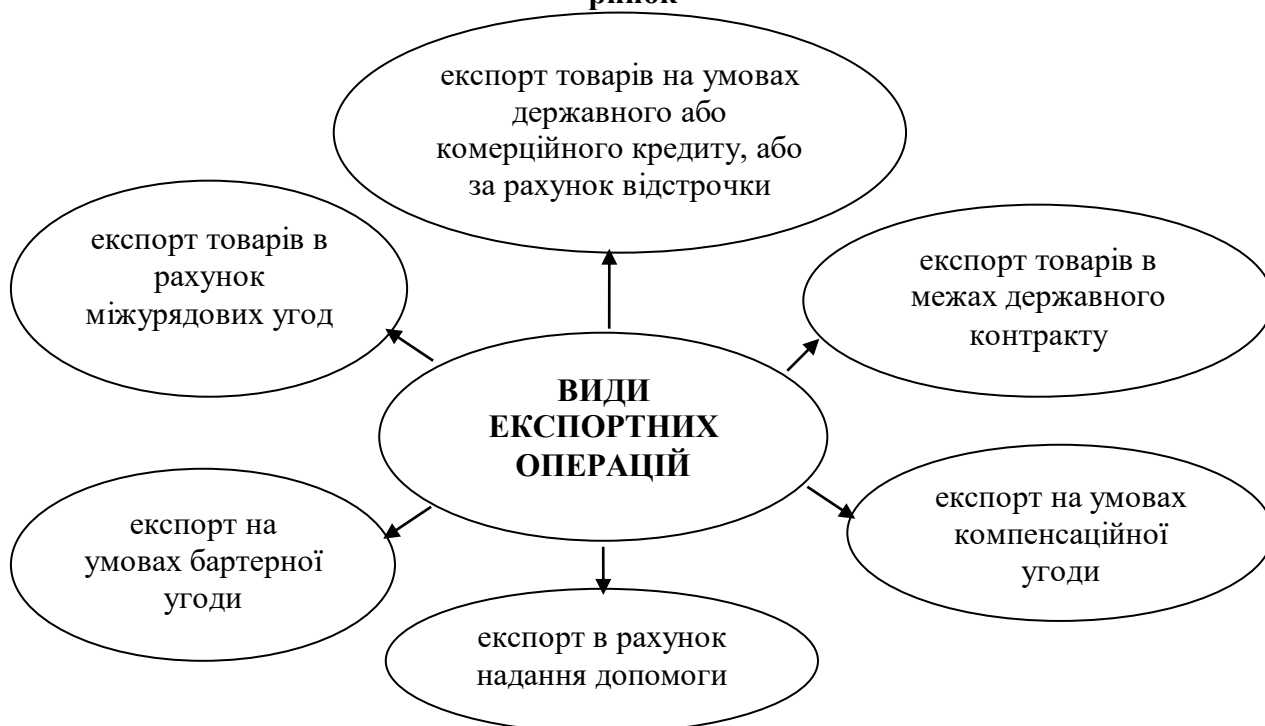 ринок
експорт товарів на умовах
державного або
комерційного кредиту, або
за рахунок відстрочки
експорт товарів в
рахунок
міжурядових угод
експорт товарів в
межах державного
контракту
ВИДИ
ЕКСПОРТНИХ
ОПЕРАЦІЙ
експорт на
умовах бартерної
угоди
експорт на умовах
компенсаційної
угоди
експорт в рахунок
надання допомоги